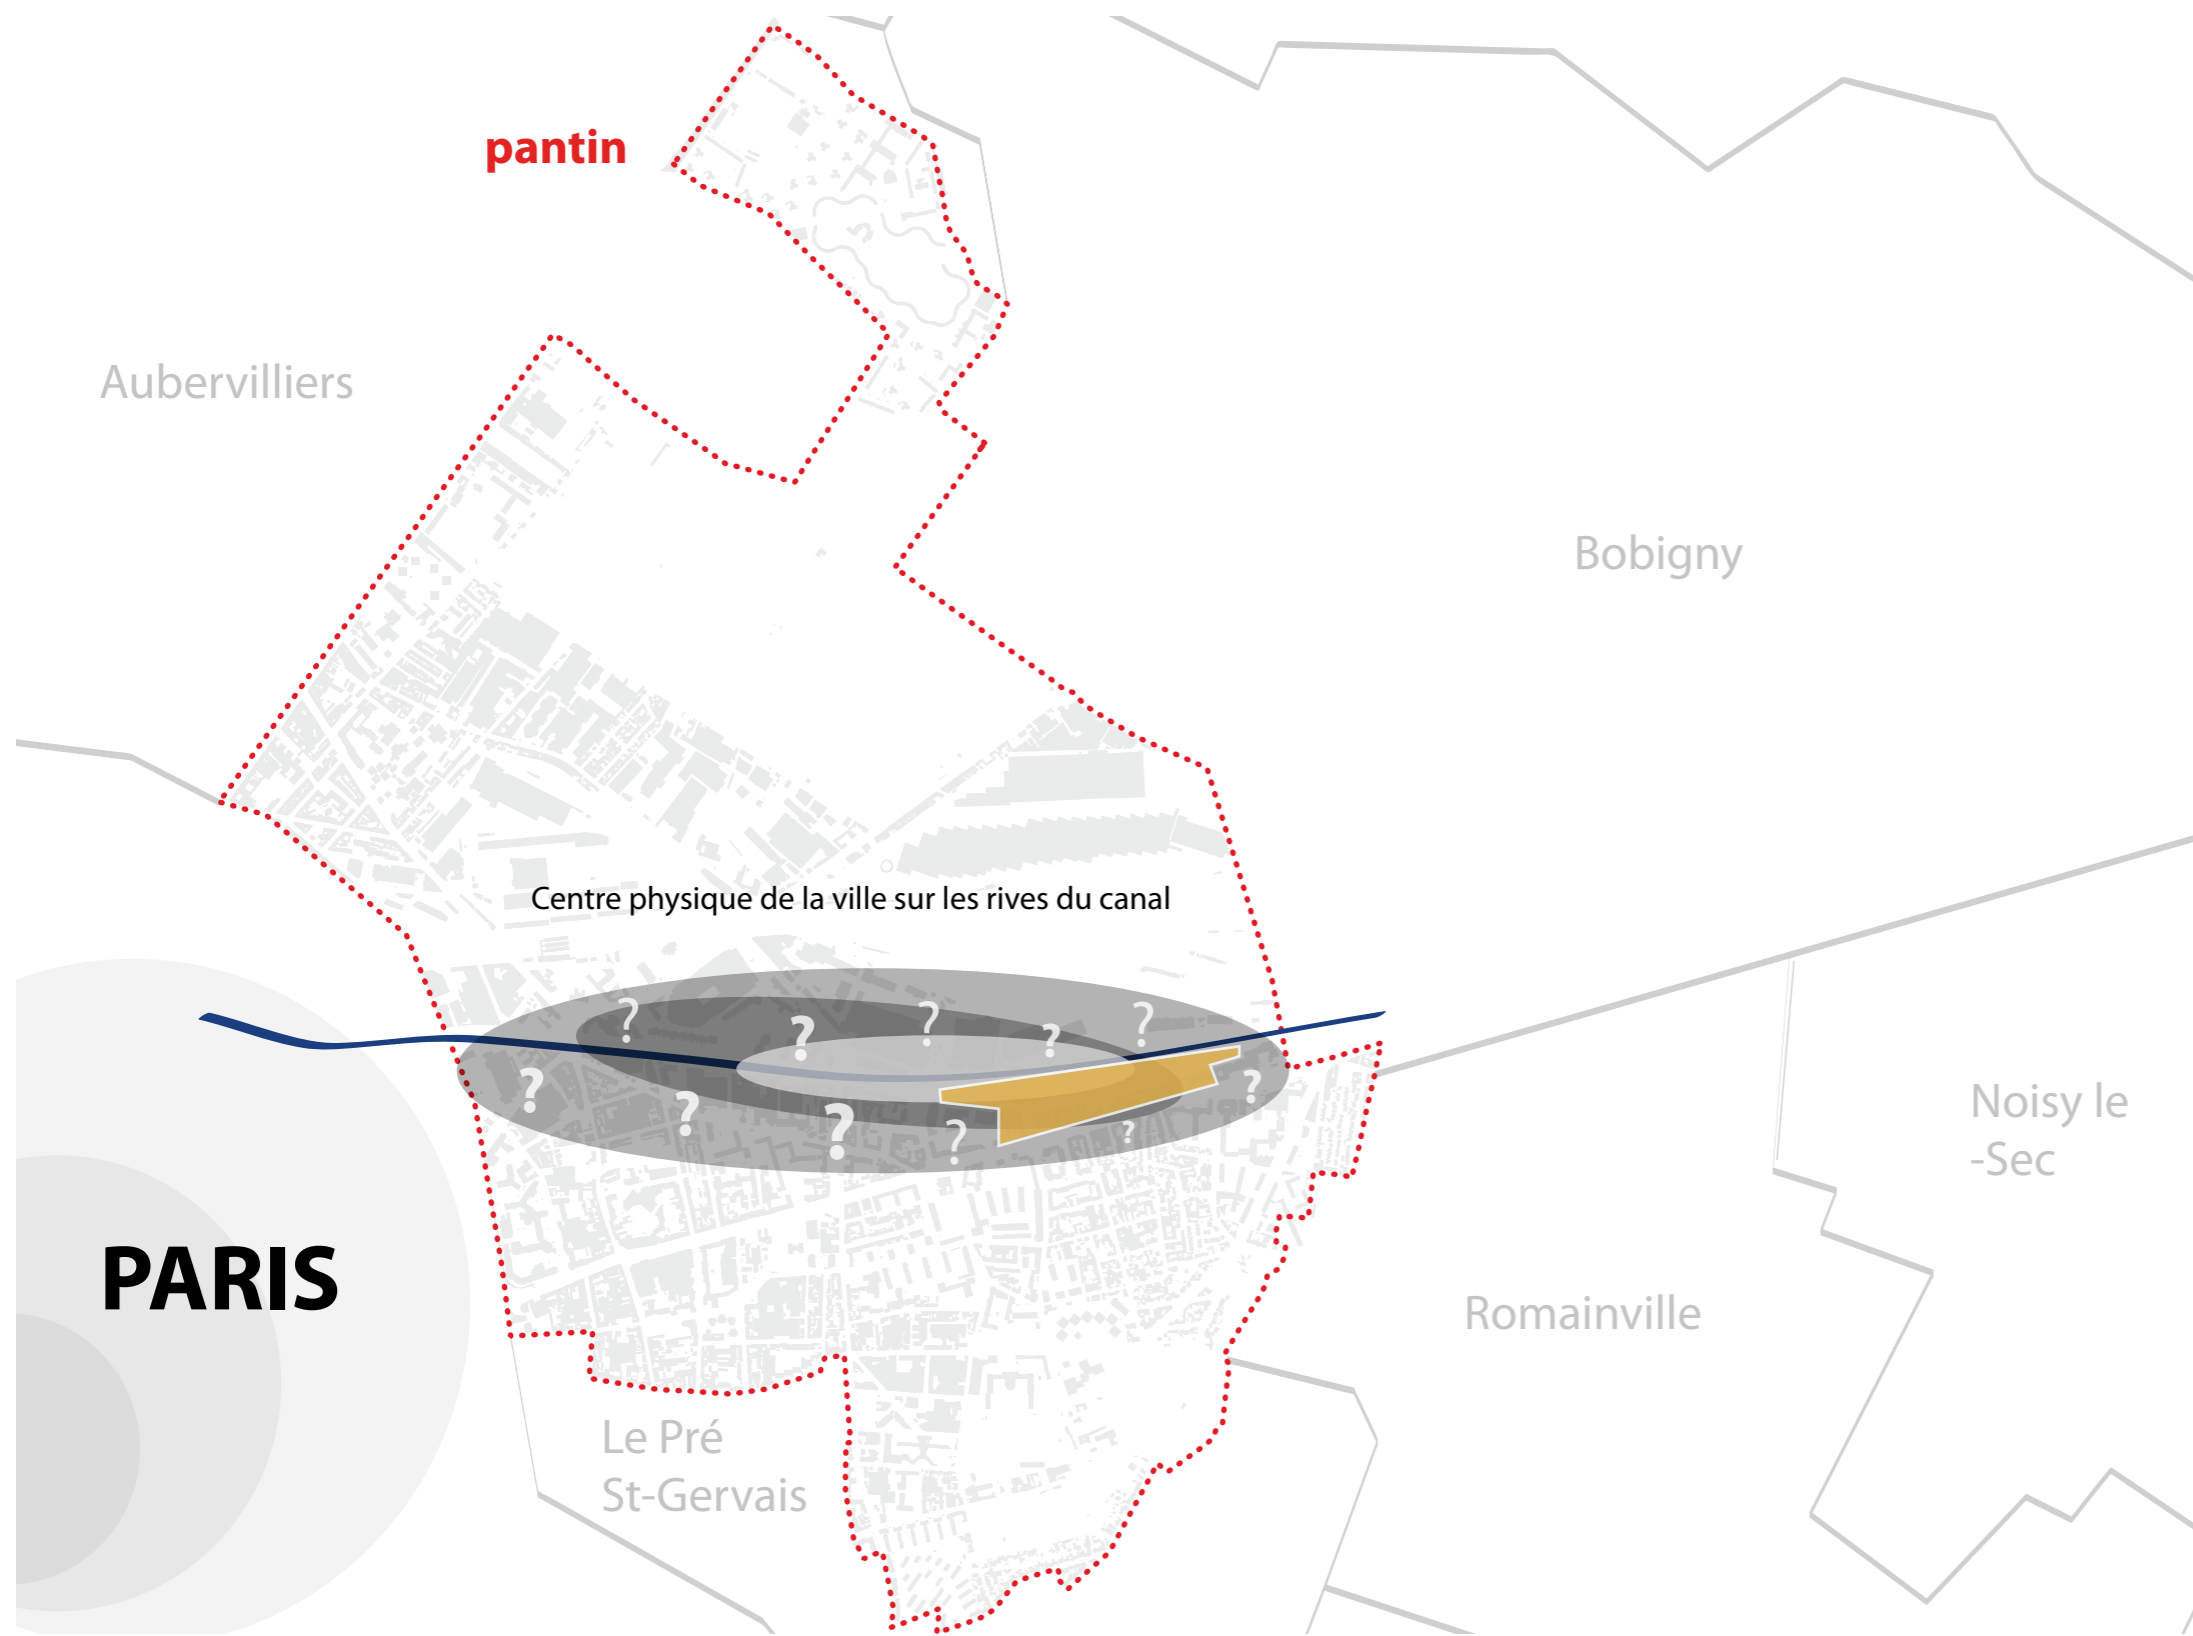 pantin
Aubervilliers
Bobigny
Centre physique de la ville sur les rives du canal
? ? ? ? ?
? ? ? ? ? ?
Noisy le
-Sec
PARIS
Romainville
Le Pré
St-Gervais